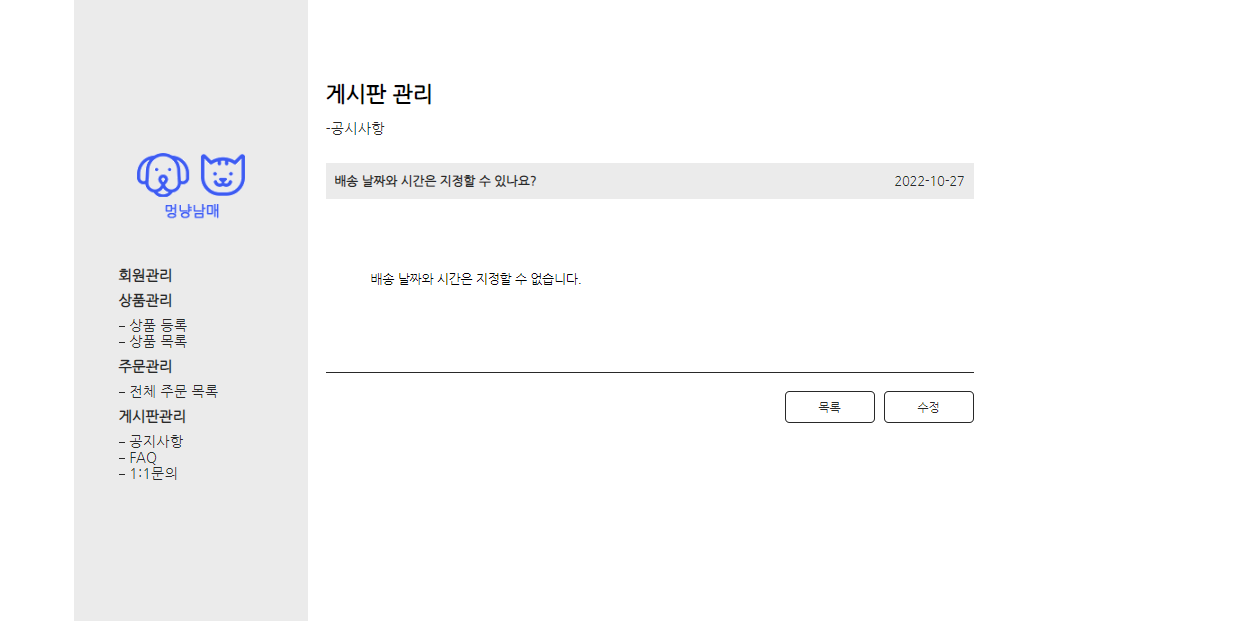 멍냥남매
회원관리
상품관리
– 상품 등록
– 상품 목록
주문관리
– 전체 주문 목록
게시판관리
– 공지사항
– FAQ
– 1:1문의
게시판 관리
-공시사항
배송 날짜와 시간은 지정할 수 있나요? 2022-10-27
배송 날짜와 시간은 지정할 수 없습니다.
목록 수정